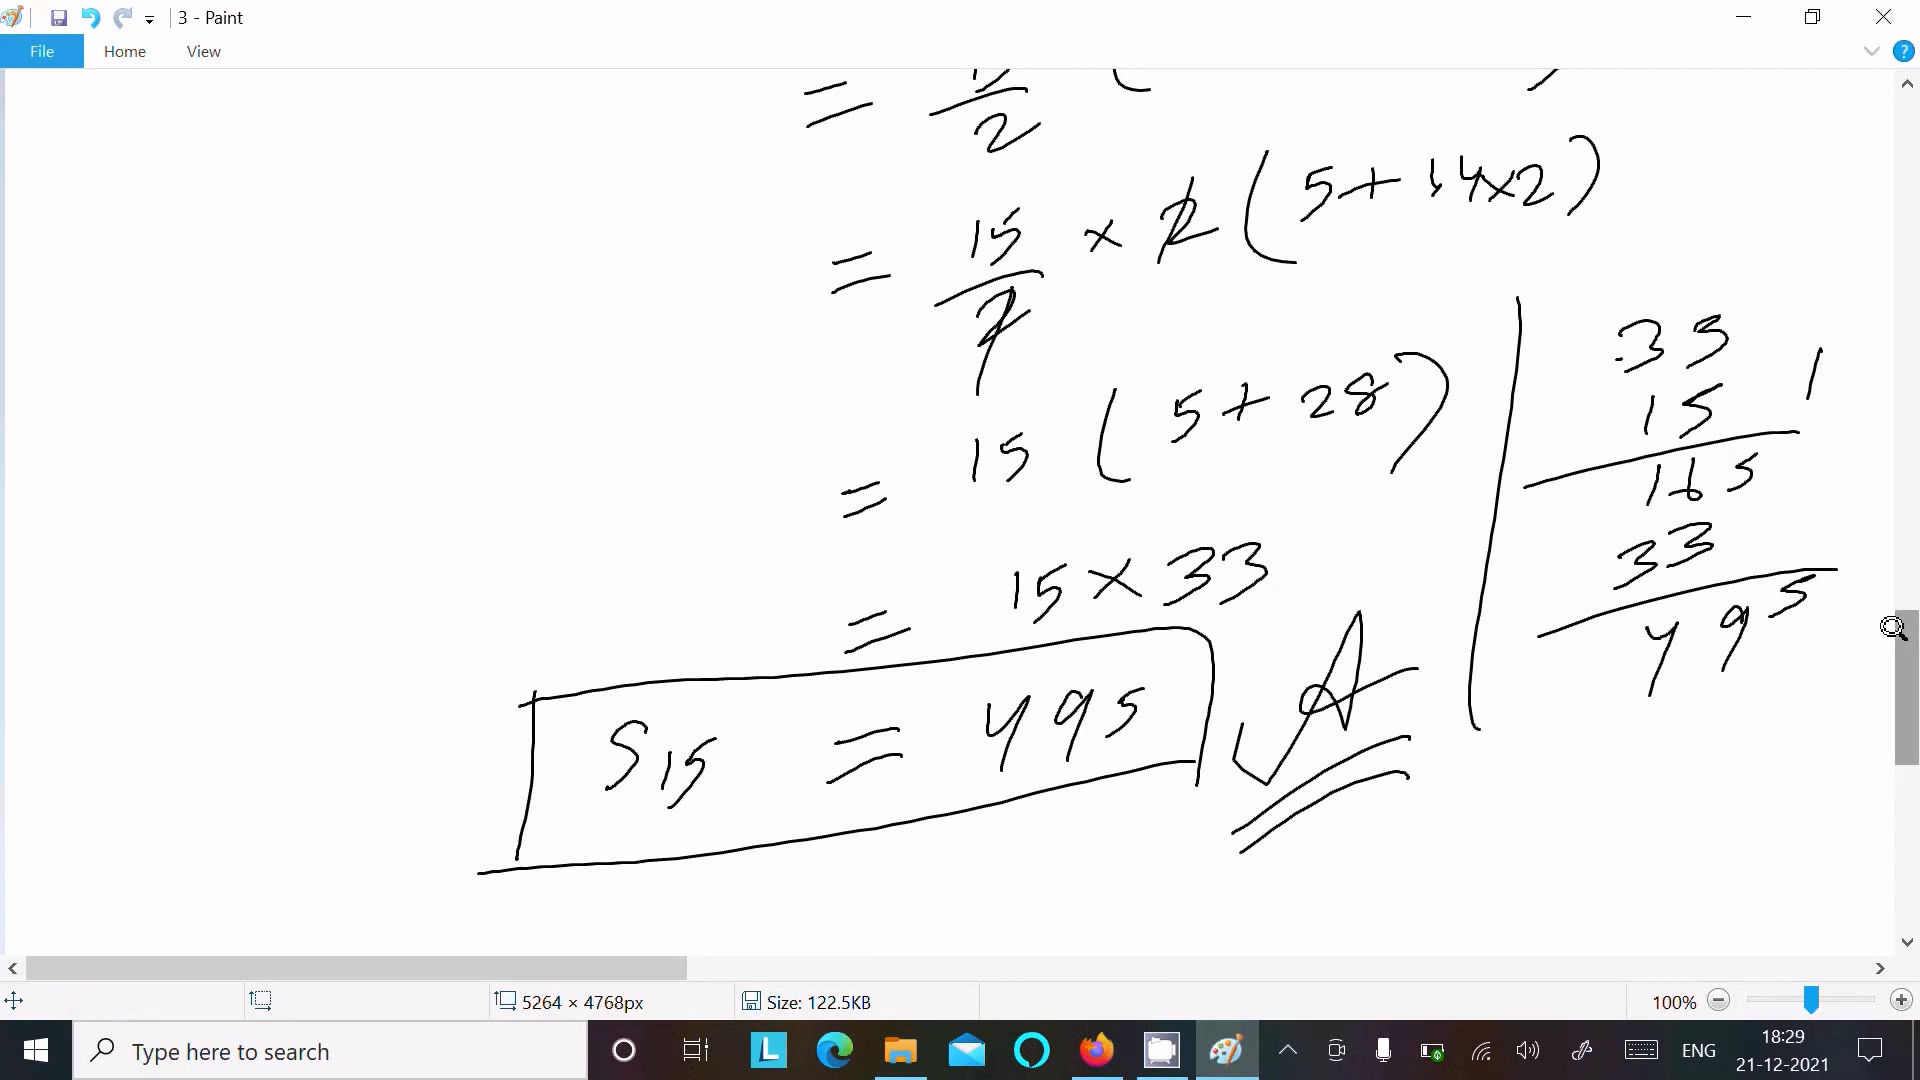 3 - Paint
File Home View
= 2 (
= 15/2 × 2 (5 + 14×2)
= 15 (5 + 28)
= 15 × 33
S15 = 495 A
33
15 1
165
33
495
5264 × 4768px Size: 122.5KB 100%
Type here to search L ENG 18:29
21-12-2021